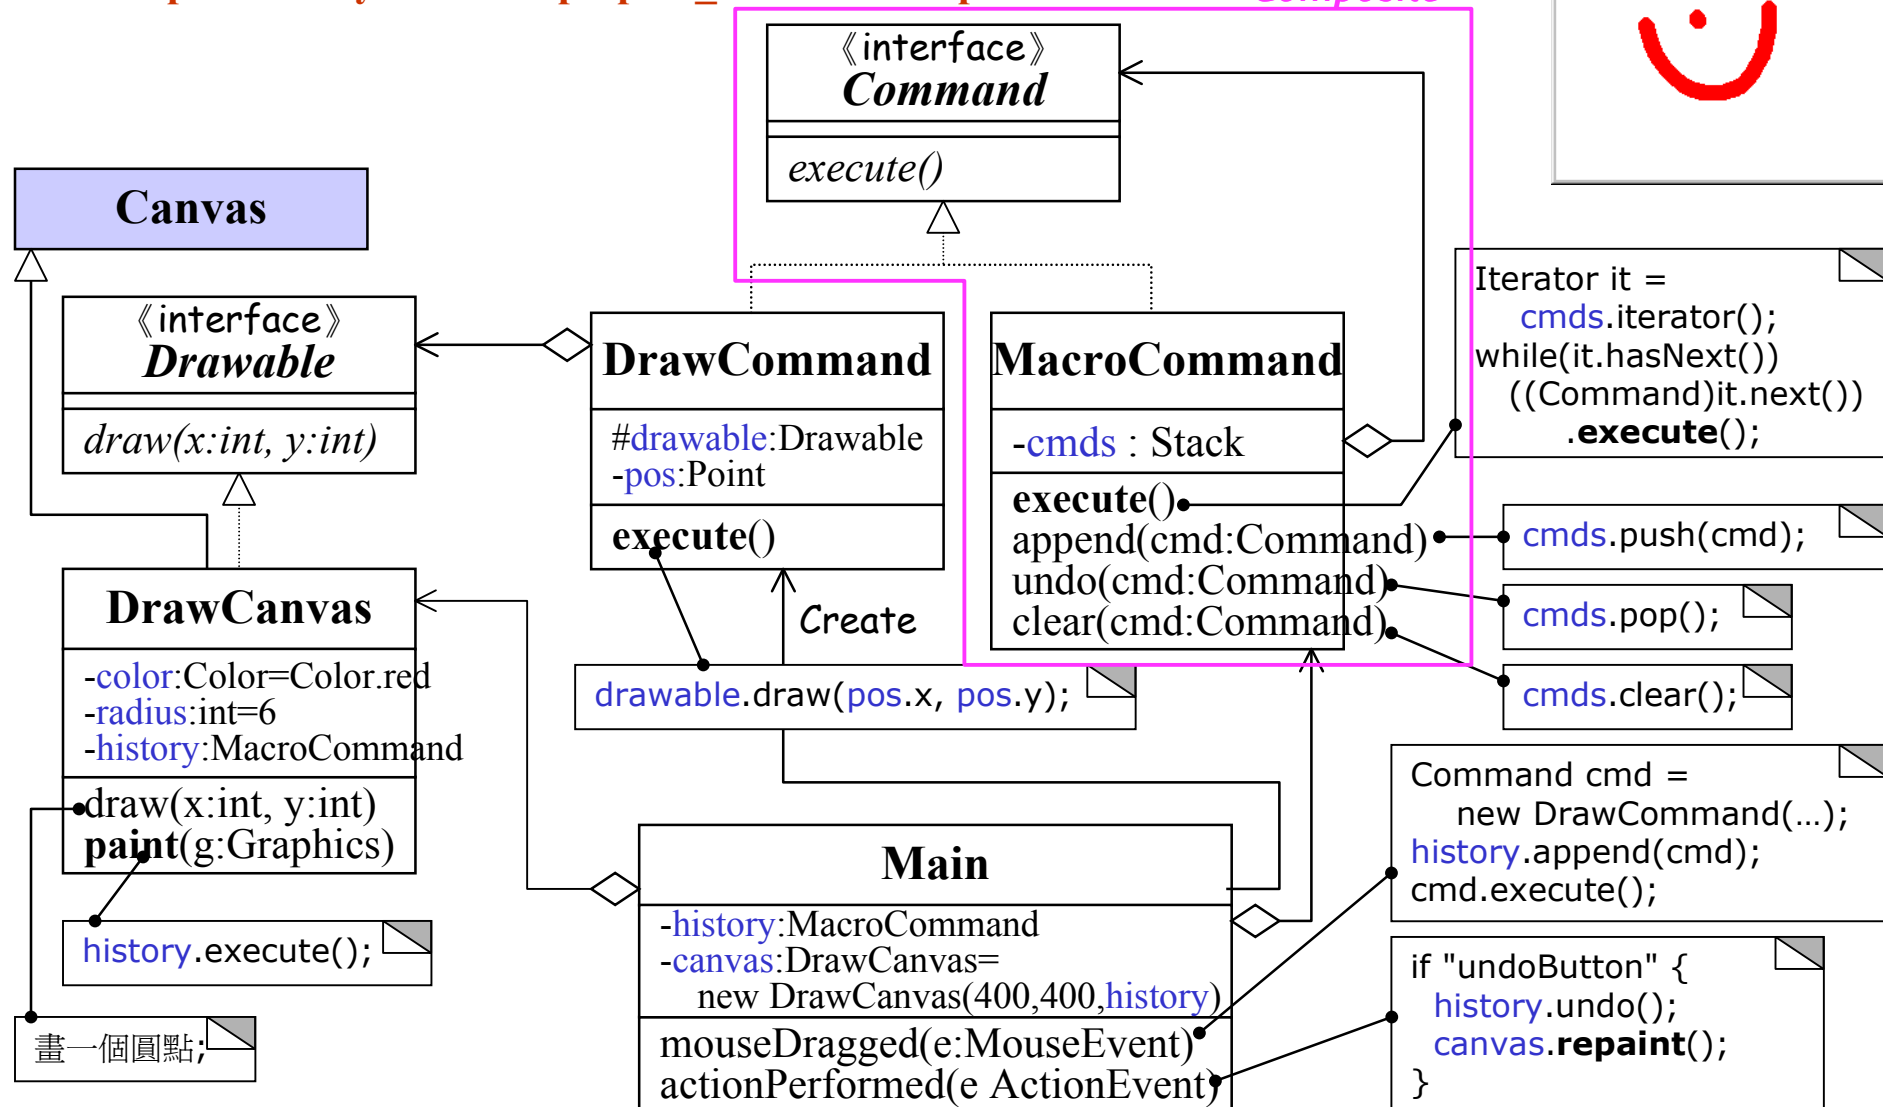 Composite
《interface》
Command
execute()
Canvas
《interface》
Drawable
draw(x:int, y:int)
DrawCommand
#drawable:Drawable
-pos:Point
execute()
MacroCommand
-cmds : Stack
execute()
append(cmd:Command)
undo(cmd:Command)
clear(cmd:Command)
Iterator it =
cmds.iterator();
while(it.hasNext())
((Command)it.next())
.execute();
cmds.push(cmd);
cmds.pop();
cmds.clear();
DrawCanvas
-color:Color=Color.red
-radius:int=6
-history:MacroCommand
draw(x:int, y:int)
paint(g:Graphics)
Create
drawable.draw(pos.x, pos.y);
history.execute();
畫一個圓點;
Main
-history:MacroCommand
-canvas:DrawCanvas=
new DrawCanvas(400,400,history)
mouseDragged(e:MouseEvent)
actionPerformed(e ActionEvent)
Command cmd =
new DrawCommand(…);
history.append(cmd);
cmd.execute();
if "undoButton" {
history.undo();
canvas.repaint();
}